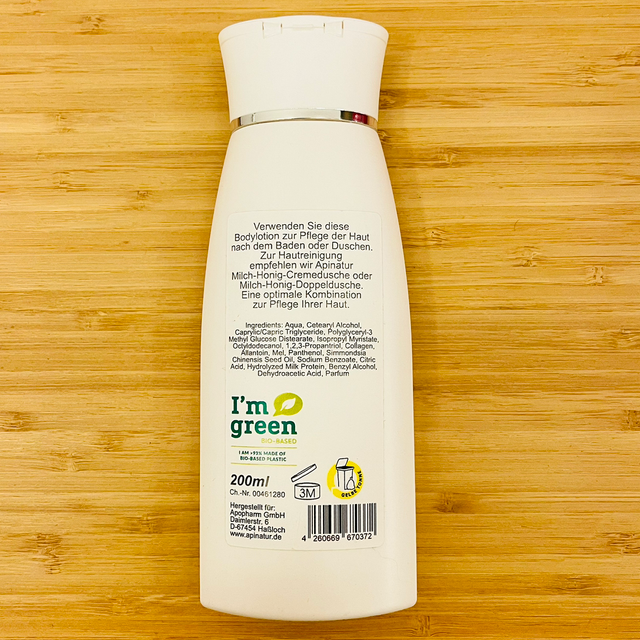 Verwenden Sie diese
Bodylotion zur Pflege der Haut
nach dem Baden oder Duschen.
Zur Hautreinigung
empfehlen wir Apinatur
Milch-Honig-Cremedusche oder
Milch-Honig-Doppeldusche.
Eine optimale Kombination
zur Pflege Ihrer Haut.
Ingredients: Aqua, Cetearyl Alcohol,
Caprylic/Capric Triglyceride, Polyglyceryl-3
Methyl Glucose Distearate, Isopropyl Myristate,
Octyldodecanol, 1,2,3-Propantriol, Collagen,
Allantoin, Mel, Panthenol, Simmondsia
Chinensis Seed Oil, Sodium Benzoate, Citric
Acid, Hydrolyzed Milk Protein, Benzyl Alcohol,
Dehydroacetic Acid, Parfum
I'm
green
BIO-BASED
I AM >92% MADE OF
BIO-BASED PLASTIC
200ml
Ch.-Nr. 00461280
3M
GELBE TONNE
Hergestellt für:
Apopharm GmbH
Daimlerstr. 6
D-67454 Haßloch
www.apinatur.de
4 260669 670372